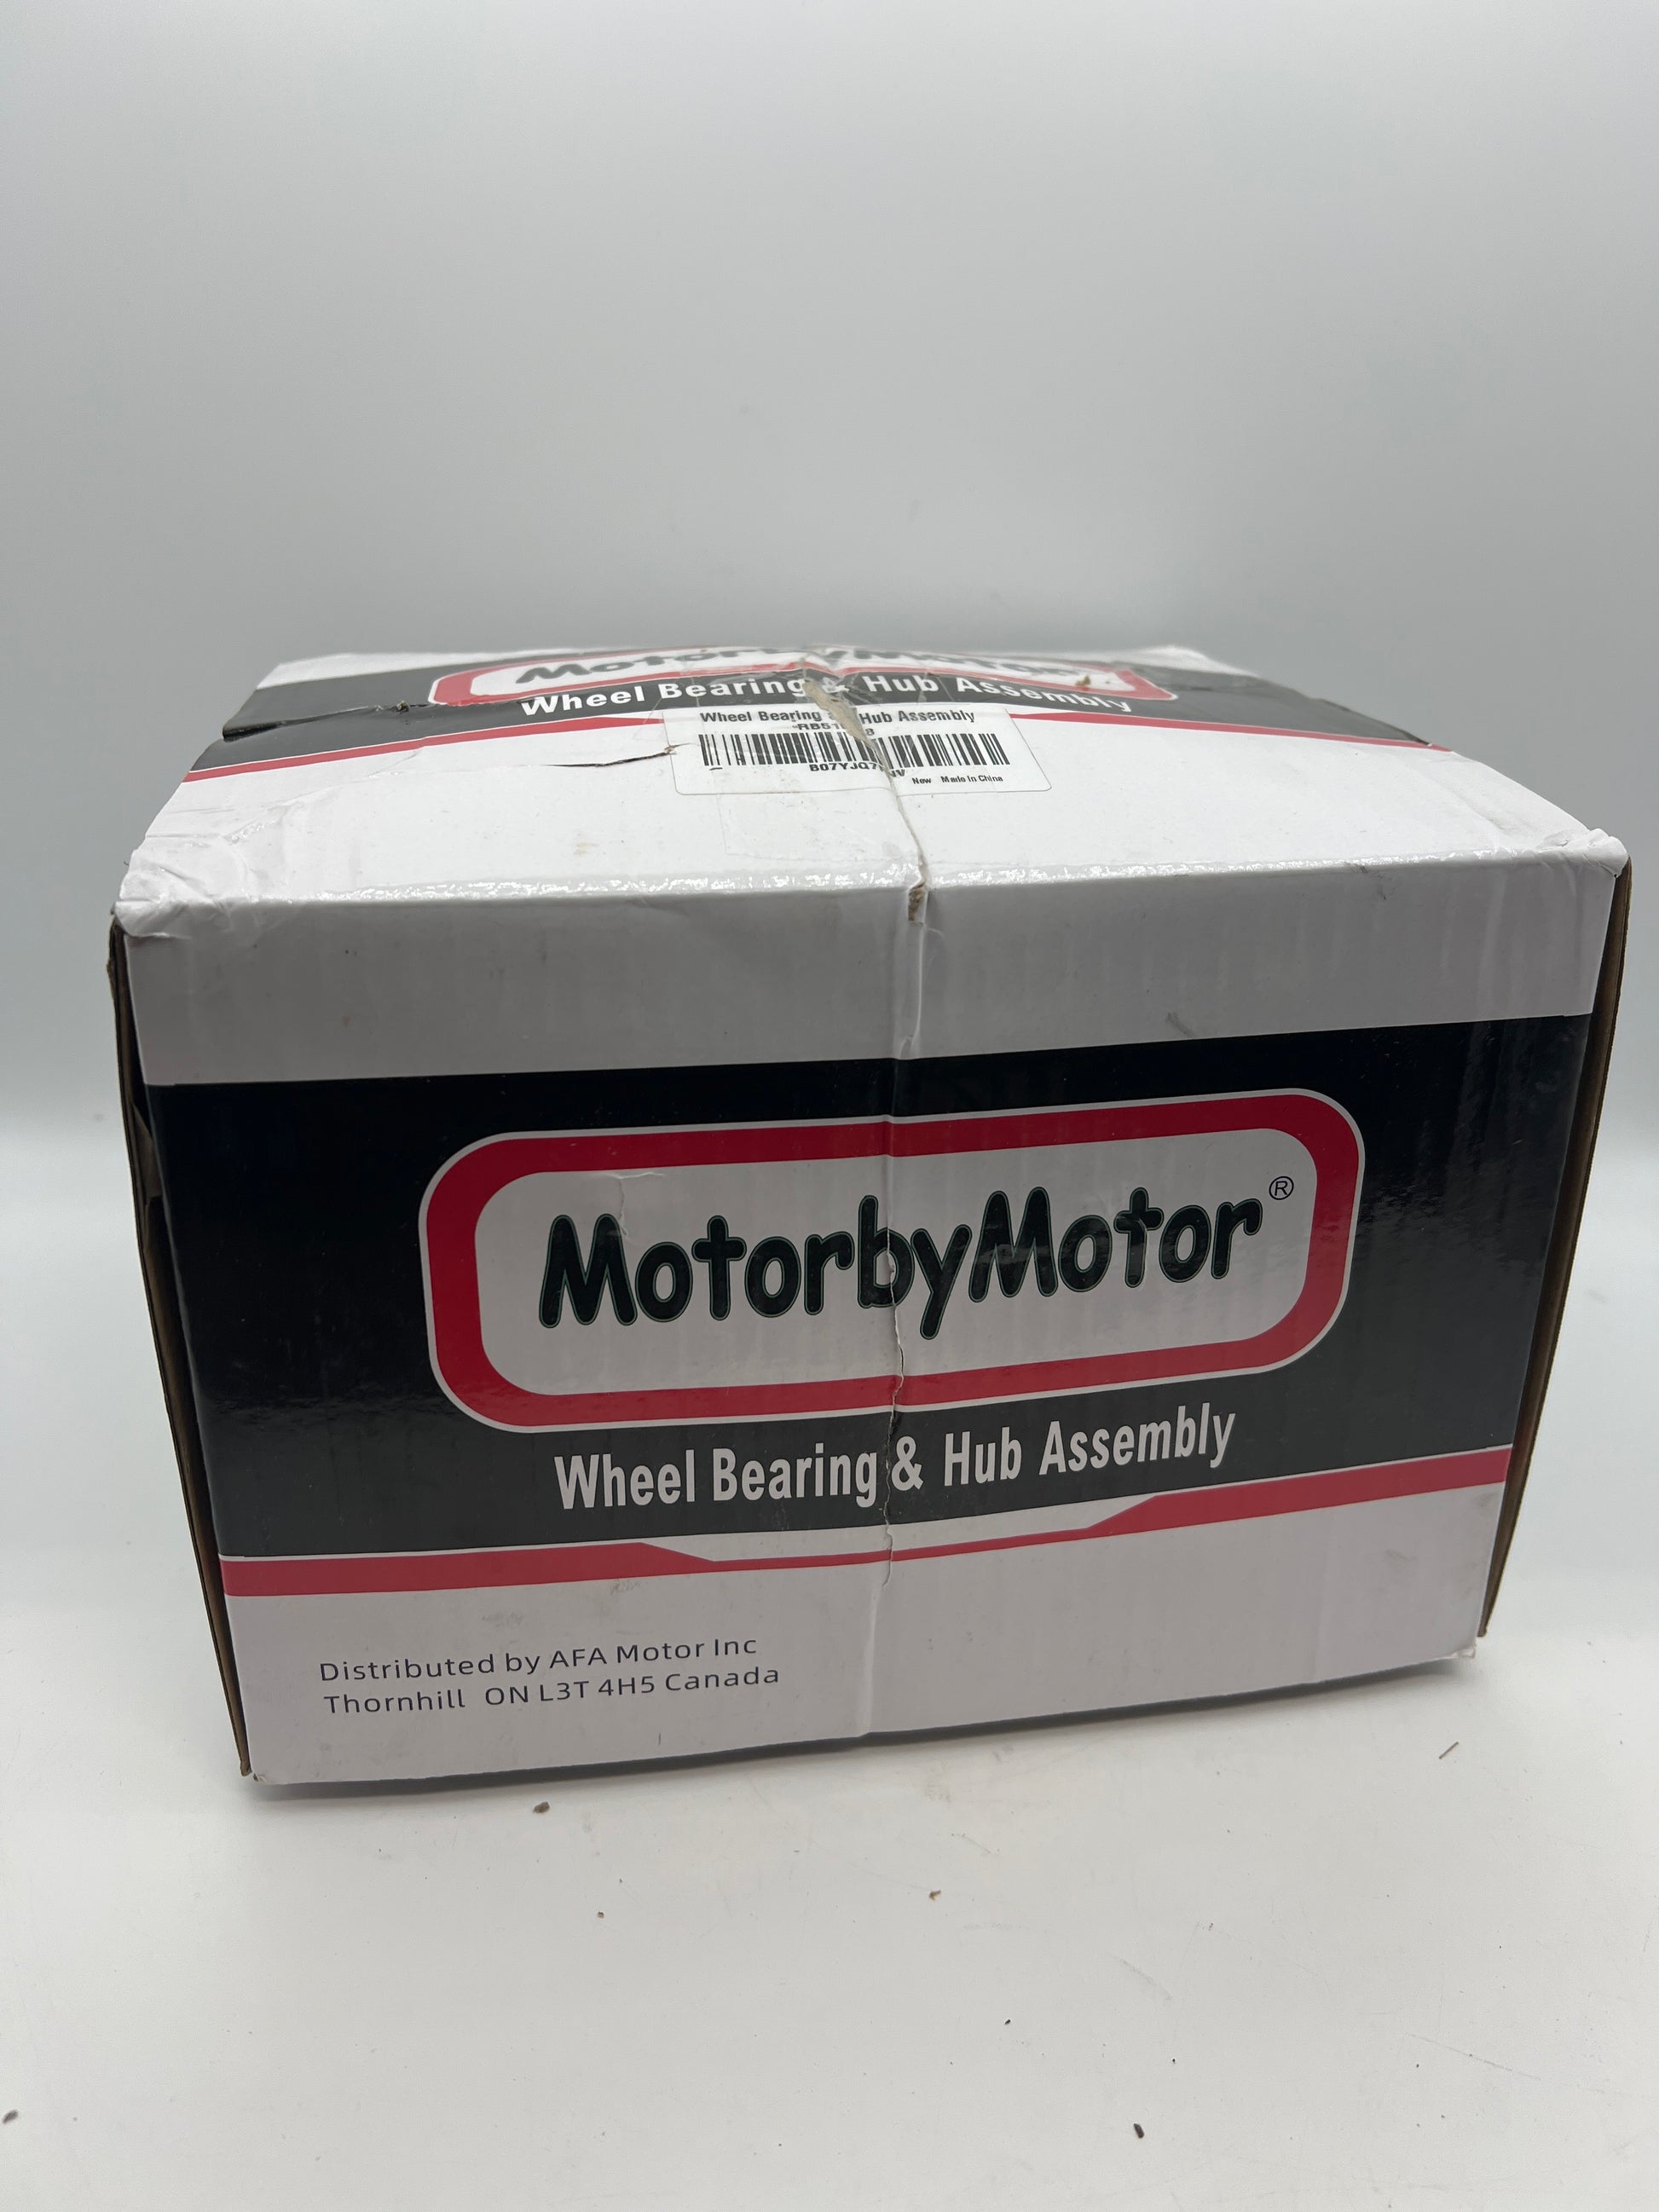 MotorbyMotor
Wheel Bearing & Hub Assembly
Wheel Bearing Hub Assembly
New Made in China
MotorbyMotor®
Wheel Bearing & Hub Assembly
Distributed by AFA Motor Inc
Thornhill ON L3T 4H5 Canada